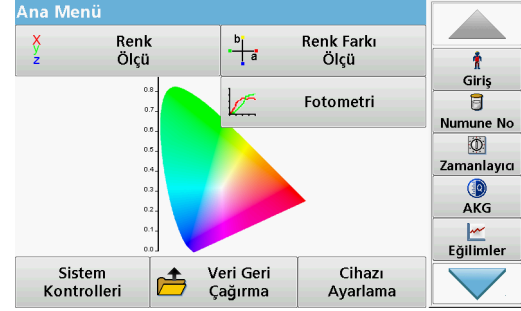 Ana Menü
X
y
z
Renk
Ölçü
b
a
Renk Farkı
Ölçü
Fotometri
0.8
0.7
0.6
0.5
0.4
0.3
0.2
0.1
0.0
Sistem
Kontrolleri
Veri Geri
Çağırma
Cihazı
Ayarlama
Giriş
Numune No
Zamanlayıcı
Q
AKG
Eğilimler